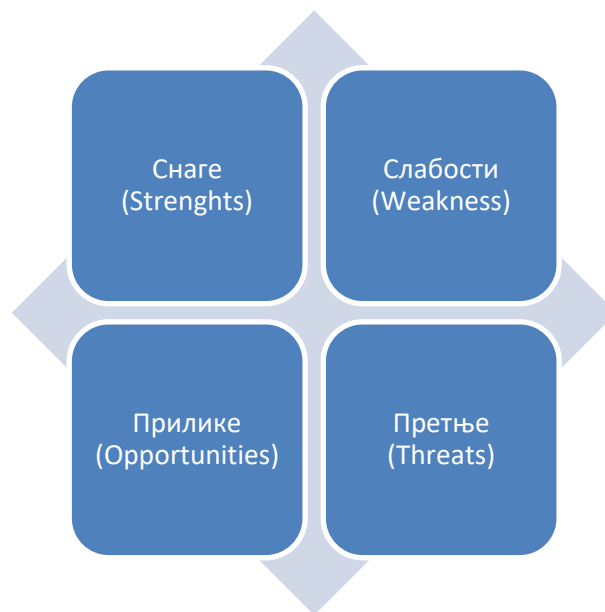 Снаге
(Strenghts)
Слабости
(Weakness)
Прилике
(Opportunities)
Претње
(Threats)